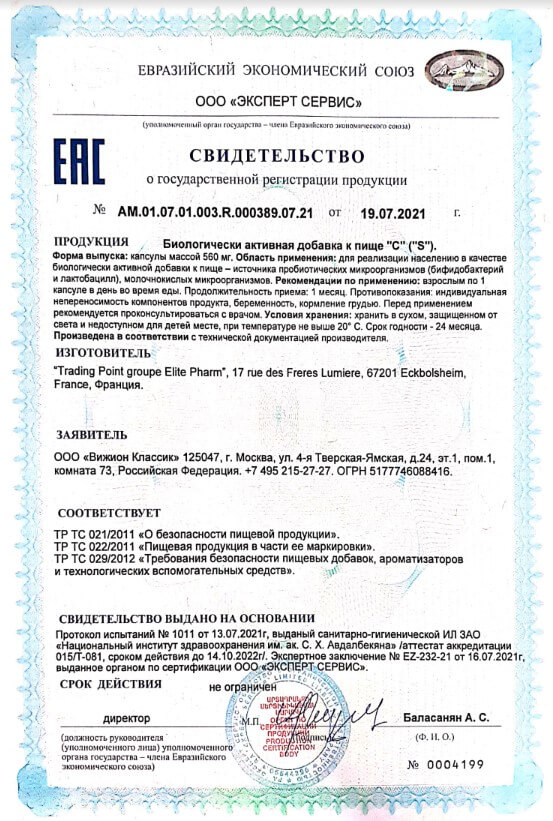 ЕВРАЗИЙСКИЙ ЭКОНОМИЧЕСКИЙ СОЮЗ
ООО «ЭКСПЕРТ СЕРВИС»
(уполномоченный орган государства – члена Евразийского экономического союза)
ЕАС
СВИДЕТЕЛЬСТВО
о государственной регистрации продукции
№ AM.01.07.01.003.R.000389.07.21 от 19.07.2021 г.
ПРОДУКЦИЯ Биологически активная добавка к пище "С" ("S").
Форма выпуска: капсулы массой 560 мг. Область применения: для реализации населению в качестве
биологически активной добавки к пище – источника пробиотических микроорганизмов (бифидобактерий
и лактобацилл), молочнокислых микроорганизмов. Рекомендации по применению: взрослым по 1
капсуле в день во время еды. Продолжительность приема: 1 месяц. Противопоказания: индивидуальная
непереносимость компонентов продукта, беременность, кормление грудью. Перед применением
рекомендуется проконсультироваться с врачом. Условия хранения: хранить в сухом, защищенном от
света и недоступном для детей месте, при температуре не выше 20° С. Срок годности - 24 месяца.
Произведена в соответствии с технической документацией производителя.
ИЗГОТОВИТЕЛЬ
"Trading Point groupe Elite Pharm", 17 rue des Freres Lumiere, 67201 Eckbolsheim,
France, Франция.
ЗАЯВИТЕЛЬ
ООО «Вижион Классик» 125047, г. Москва, ул. 4-я Тверская-Ямская, д.24, эт.1, пом.1,
комната 73, Российская Федерация. +7 495 215-27-27. ОГРН 5177746088416.
СООТВЕТСТВУЕТ
ТР ТС 021/2011 «О безопасности пищевой продукции».
ТР ТС 022/2011 «Пищевая продукция в части ее маркировки».
ТР ТС 029/2012 «Требования безопасности пищевых добавок, ароматизаторов
и технологических вспомогательных средств».
СВИДЕТЕЛЬСТВО ВЫДАНО НА ОСНОВАНИИ
Протокол испытаний № 1011 от 13.07.2021г, выданый санитарно-гигиенической ИЛ ЗАО
«Национальный институт здравоохранения им. ак. С. Х. Авдалбекяна» /аттестат аккредитации
015/Т-081, сроком действия до 14.10.2022г/. Экспертное заключение № EZ-232-21 от 16.07.2021г,
выданное органом по сертификации ООО «ЭКСПЕРТ СЕРВИС».
СРОК ДЕЙСТВИЯ не ограничен
директор М.П. Баласанян А. С.
(должность руководителя (подпись) (Ф. И. О.)
(уполномоченного лица) уполномоченного
органа государства – члена Евразийского
экономического союза)
ПРОДУКЦИИ
PRODUCTION
CERTIFICATION
BODY
№ 0004199